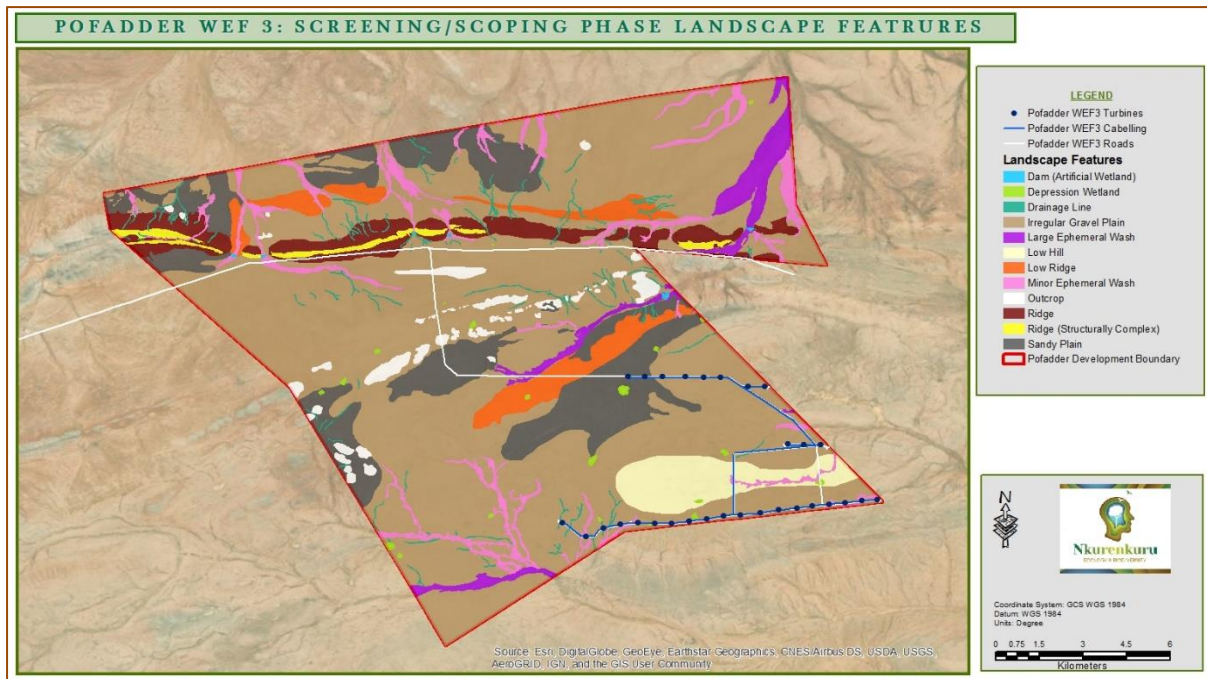 POFADDER WEF 3: SCREENING/SCOPING PHASE LANDSCAPE FEATRURES
LEGEND
Pofadder WEF3 Turbines
Pofadder WEF3 Cabelling
Pofadder WEF3 Roads
Landscape Features
Dam (Artificial Wetland)
Depression Wetland
Drainage Line
Irregular Gravel Plain
Large Ephemeral Wash
Low Hill
Low Ridge
Minor Ephemeral Wash
Outcrop
Ridge
Ridge (Structurally Complex)
Sandy Plain
Pofadder Development Boundary
N
Nkurenkuru
Coordinate System: GCS WGS 1984
Datum: WGS 1984
Units: Degree
0 0.75 1.5 3 4.5 6
Kilometers
Source: Esri, DigitalGlobe, GeoEye, Earthstar Geographics, CNES/Airbus DS, USDA, USGS,
AeroGRID, IGN, and the GIS User Community